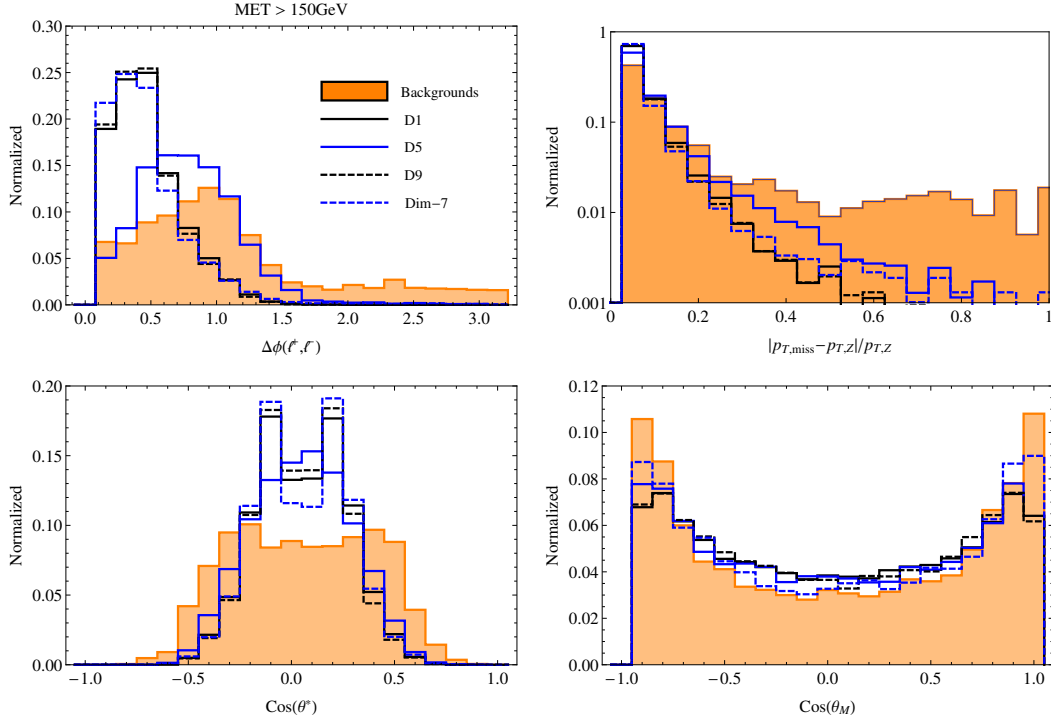 MET > 150GeV
Normalized
0.25
0.20
0.15
0.10
0.05
0.00
Backgrounds
D1
D5
D9
Dim−7
0.0 0.5 1.0 1.5 2.0 2.5 3.0
Δϕ(ℓ⁺,ℓ⁻)
Normalized
1
0.1
0.01
0.001
0 0.2 0.4 0.6 0.8 1
|p_{T,miss}−p_{T,Z}|/p_{T,Z}
Normalized
0.20
0.15
0.10
0.05
0.00
−1.0 −0.5 0.0 0.5 1.0
Cos(θ*)
Normalized
0.12
0.10
0.08
0.06
0.04
0.02
0.00
−1.0 −0.5 0.0 0.5 1.0
Cos(θ_M)